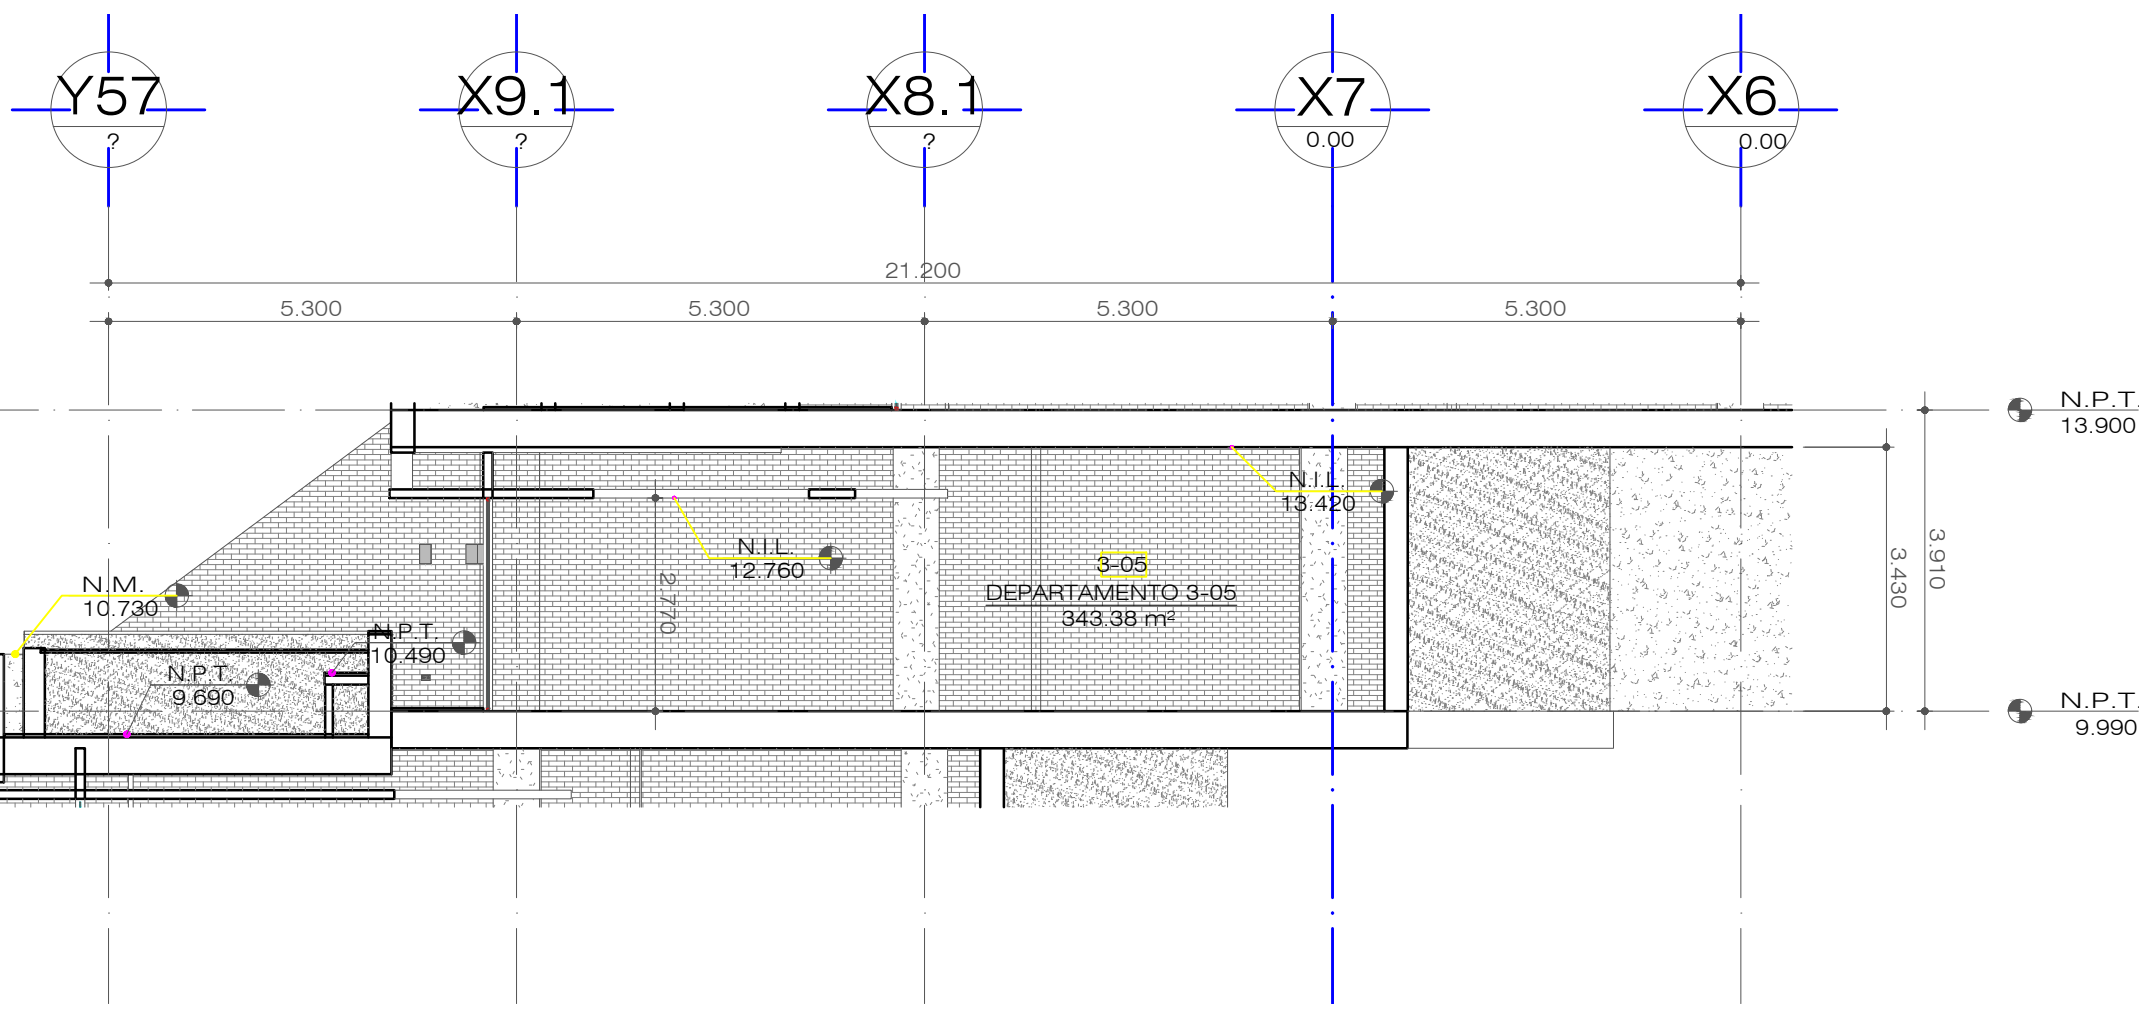 Y57
?
X9.1
?
X8.1
?
X7
0.00
X6
0.00
21.200
5.300
5.300
5.300
5.300
N.P.T.
13.900
N.I.L.
13.420
N.I.L.
12.760
3-05
DEPARTAMENTO 3-05
343.38 m²
2.770
3.430
3.910
N.M.
10.730
N.P.T.
10.490
N.P.T.
9.690
N.P.T.
9.990